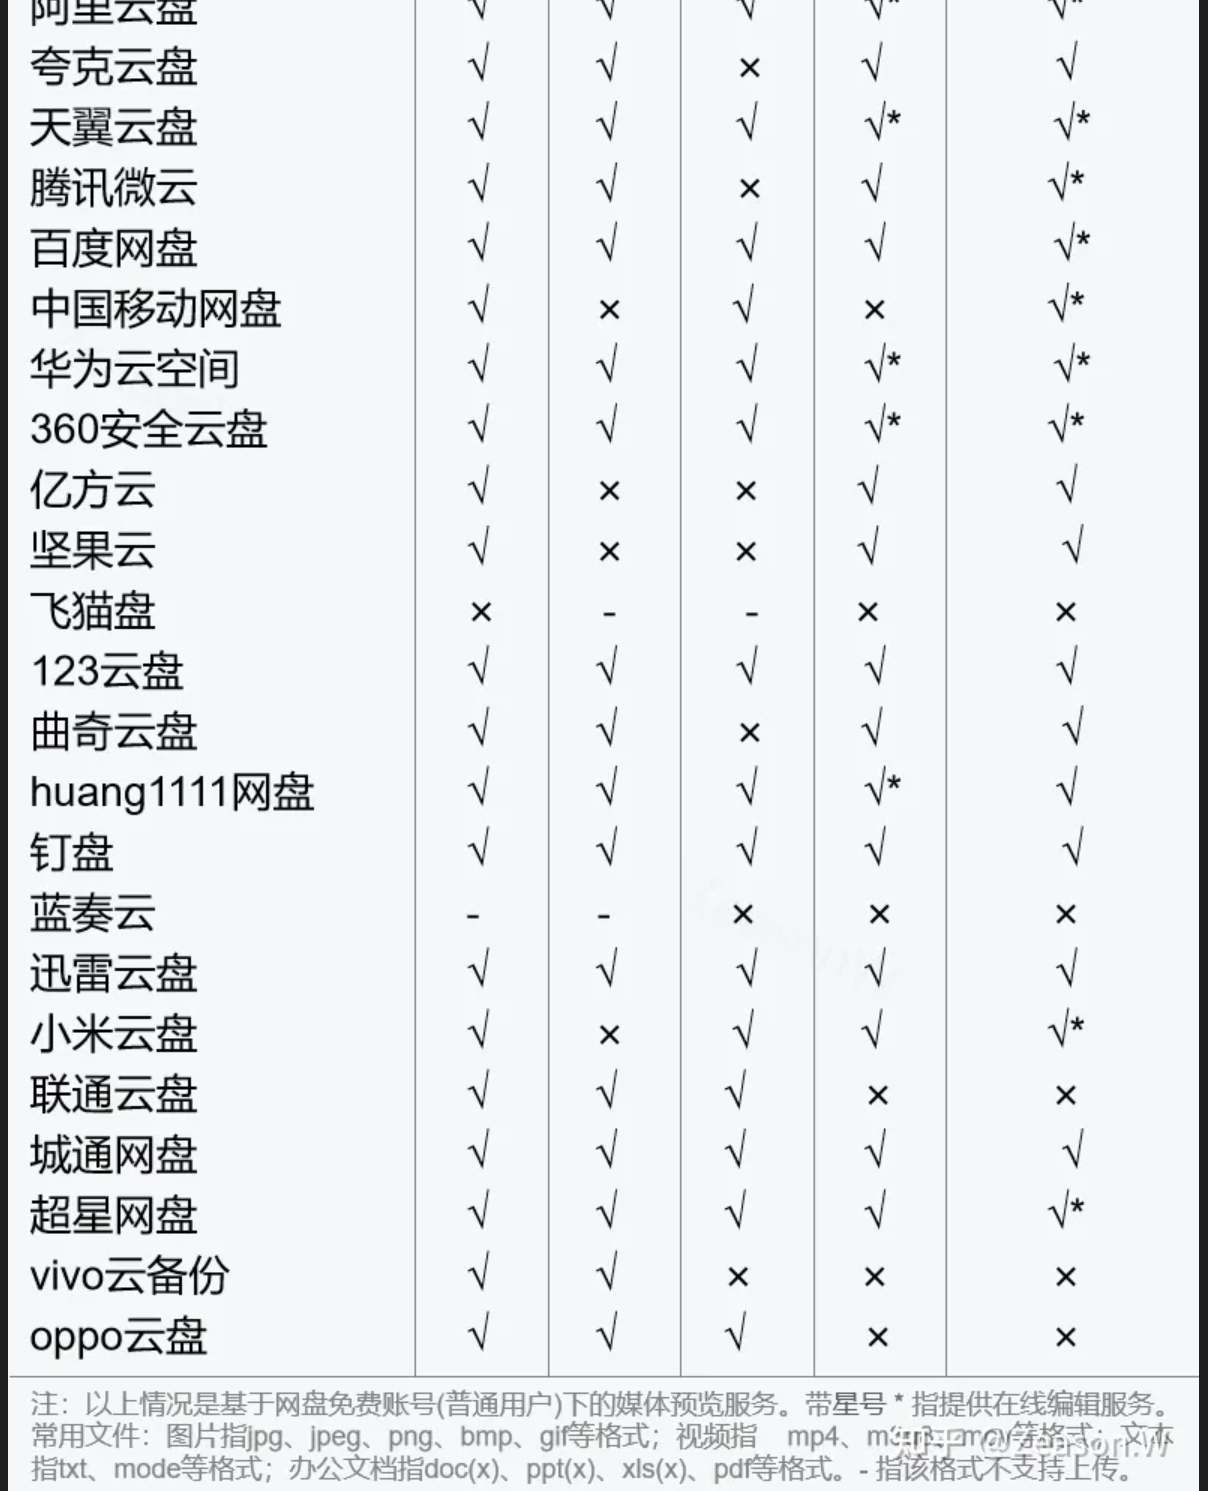 阿里云盘 √ √ √ √* √*
夸克云盘 √ √ × √ √
天翼云盘 √ √ √ √* √*
腾讯微云 √ √ × √ √*
百度网盘 √ √ √ √ √*
中国移动网盘 √ × √ × √*
华为云空间 √ √ √ √* √*
360安全云盘 √ √ √ √* √*
亿方云 √ × × √ √
坚果云 √ × × √ √
飞猫盘 × - - × ×
123云盘 √ √ √ √ √
曲奇云盘 √ √ × √ √
huang1111网盘 √ √ √ √* √
钉盘 √ √ √ √ √
蓝奏云 - - × × ×
迅雷云盘 √ √ √ √ √
小米云盘 √ × √ √ √*
联通云盘 √ √ √ × ×
城通网盘 √ √ √ √ √
超星网盘 √ √ √ √ √*
vivo云备份 √ √ × × ×
oppo云盘 √ √ √ × ×
注：以上情况是基于网盘免费账号(普通用户)下的媒体预览服务。带星号 * 指提供在线编辑服务。
常用文件：图片指jpg、jpeg、png、bmp、gif等格式；视频指 mp4、 mov等格式；文本
指txt、mode等格式；办公文档指doc(x)、ppt(x)、xls(x)、pdf等格式。- 指该格式不支持上传。
知乎 @Zeason.W